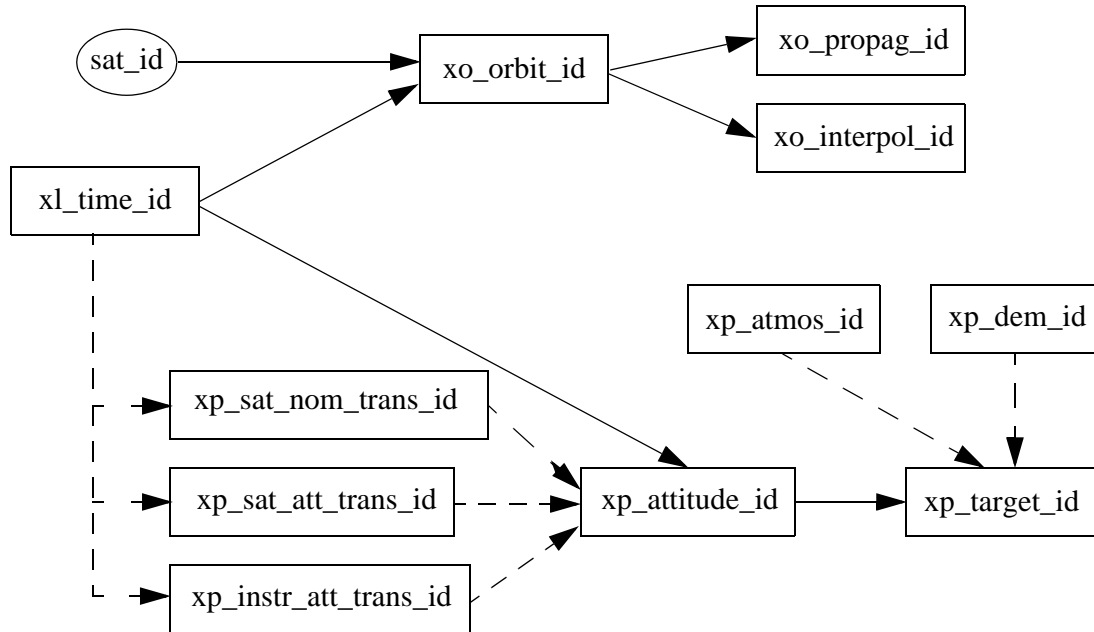 sat_id
xo_orbit_id
xo_propag_id
xo_interpol_id
xl_time_id
xp_atmos_id
xp_dem_id
xp_sat_nom_trans_id
xp_sat_att_trans_id
xp_attitude_id
xp_target_id
xp_instr_att_trans_id